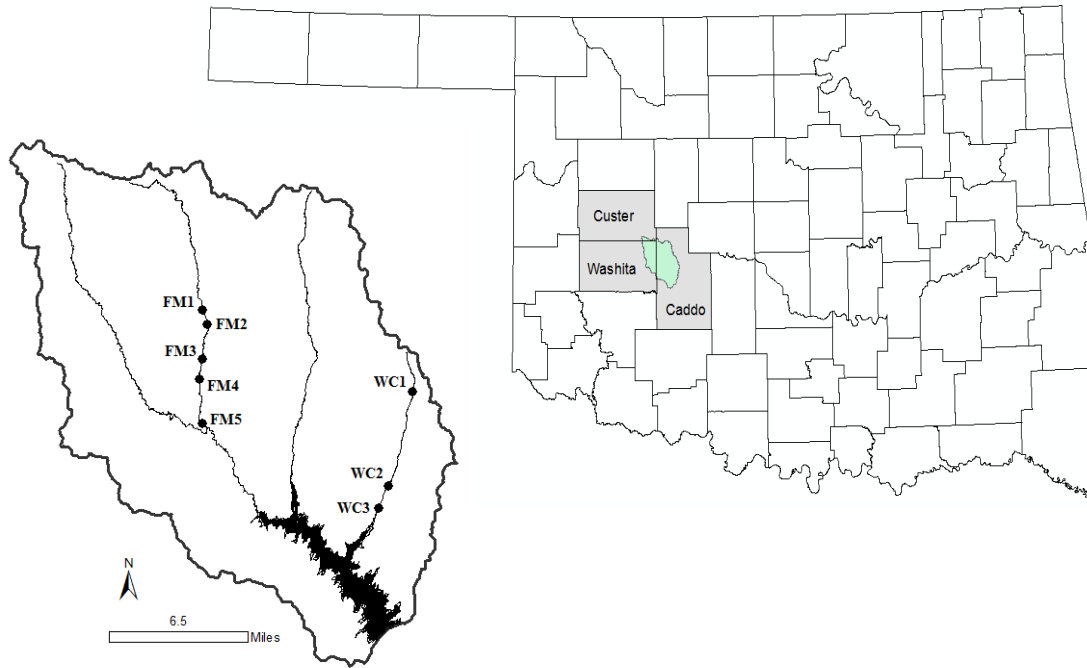 Custer
Washita
Caddo
FM1
FM2
FM3
FM4
FM5
WC1
WC2
WC3
N
6.5
Miles